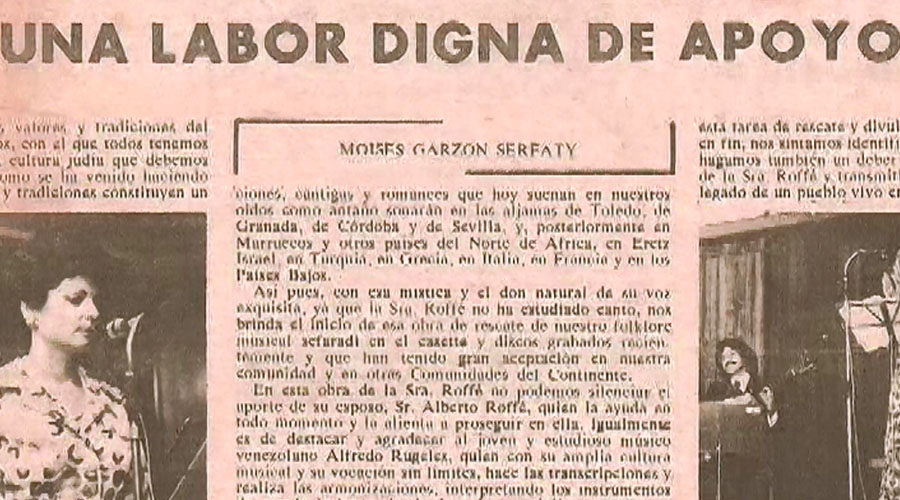 UNA LABOR DIGNA DE APOYO
valores y tradiciones del
os, con el que todos tenemos
cultura judía que debemos
omo se ha venido haciendo
y tradiciones constituyen un
MOISES GARZON SERFATY
ciones, cantigas y romances que hoy suenan en nuestros
oídos como antaño sonarán en las aljamas de Toledo, de
Granada, de Córdoba y de Sevilla, y, posteriormente en
Marruecos y otros países del Norte de Africa, en Eretz
Israel, en Turquía, en Grecia, en Italia, en Francia y en los
Países Bajos.
Así pues, con esa mística y el don natural de su voz
exquisita, ya que la Sra. Roffé no ha estudiado canto, nos
brinda el inicio de esa obra de rescate de nuestro folklore
musical sefaradí en el casette y discos grabados recien-
temente y que han tenido gran aceptación en nuestra
comunidad y en otras Comunidades del Continente.
En esta obra de la Sra. Roffé no podemos silenciar el
aporte de su esposo, Sr. Alberto Roffé, quien la ayuda en
todo momento y la alienta a proseguir en ella. Igualmente
es de destacar y agradecer al joven y estudioso músico
venezolano Alfredo Rugeles, quien con su amplia cultura
musical y su vocación sin límites, hace las transcripciones y
realiza las armonizaciones, interpretando los instrumentos
esta tarea de rescate y divul
en fin, nos sintamos identifi
hagamos también un deber
de la Sra. Roffé y transmiti
legado de un pueblo vivo en